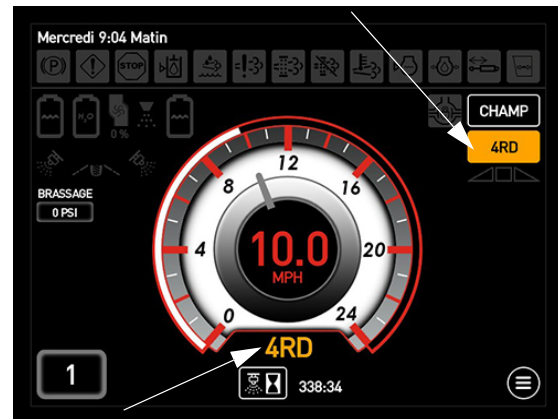 Mercredi 9:04 Matin
(P)
STOP
H₂O
0 %
CHAMP
4RD
BRASSAGE
0 PSI
0
4
8
12
16
20
24
10.0
MPH
4RD
1
338:34